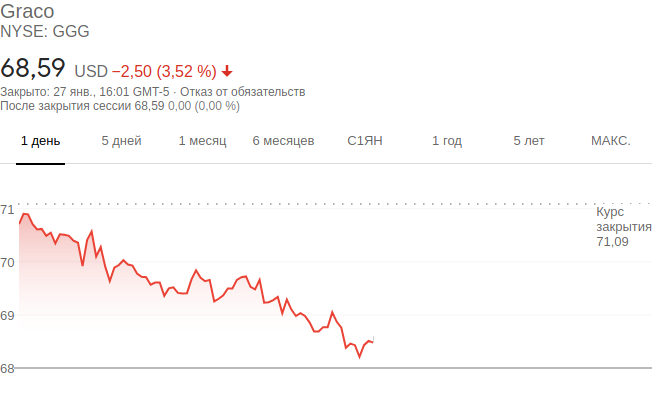 Graco
NYSE: GGG
68,59 USD −2,50 (3,52 %)
Закрыто: 27 янв., 16:01 GMT-5 · Отказ от обязательств
После закрытия сессии 68,59 0,00 (0,00 %)
1 день 5 дней 1 месяц 6 месяцев С1ЯН 1 год 5 лет МАКС.
71
Курс
закрытия
71,09
70
69
68